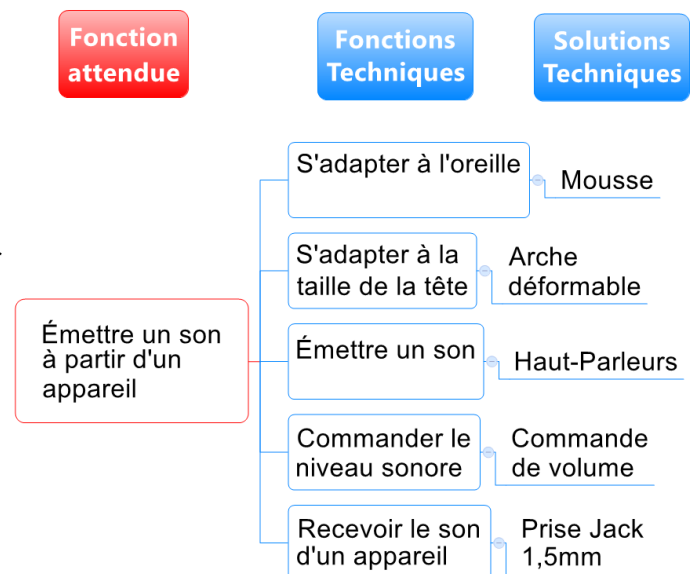 Fonction
attendue
Fonctions
Techniques
Solutions
Techniques
S'adapter à l'oreille
Mousse
S'adapter à la
taille de la tête
Arche
déformable
Émettre un son
à partir d'un
appareil
Émettre un son
Haut-Parleurs
Commander le
niveau sonore
Commande
de volume
Recevoir le son
d'un appareil
Prise Jack
1,5mm